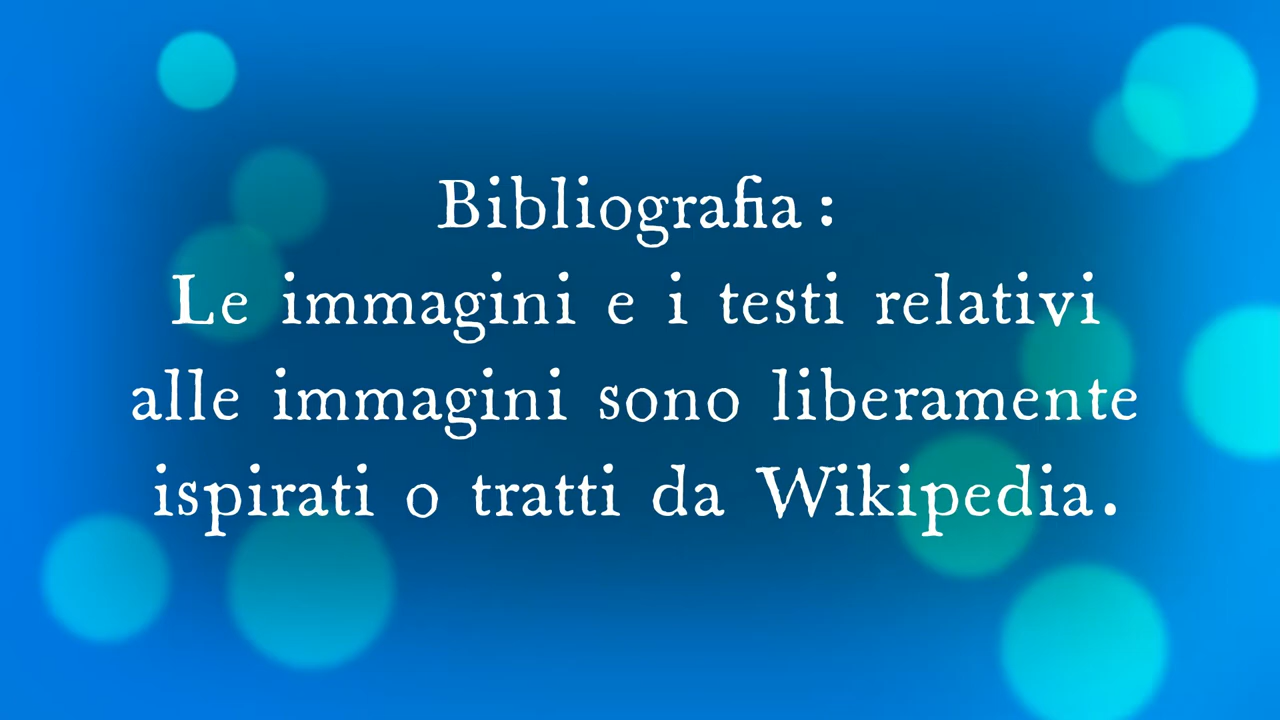 Bibliografia :
Le immagini e i testi relativi
alle immagini sono liberamente
ispirati o tratti da Wikipedia.